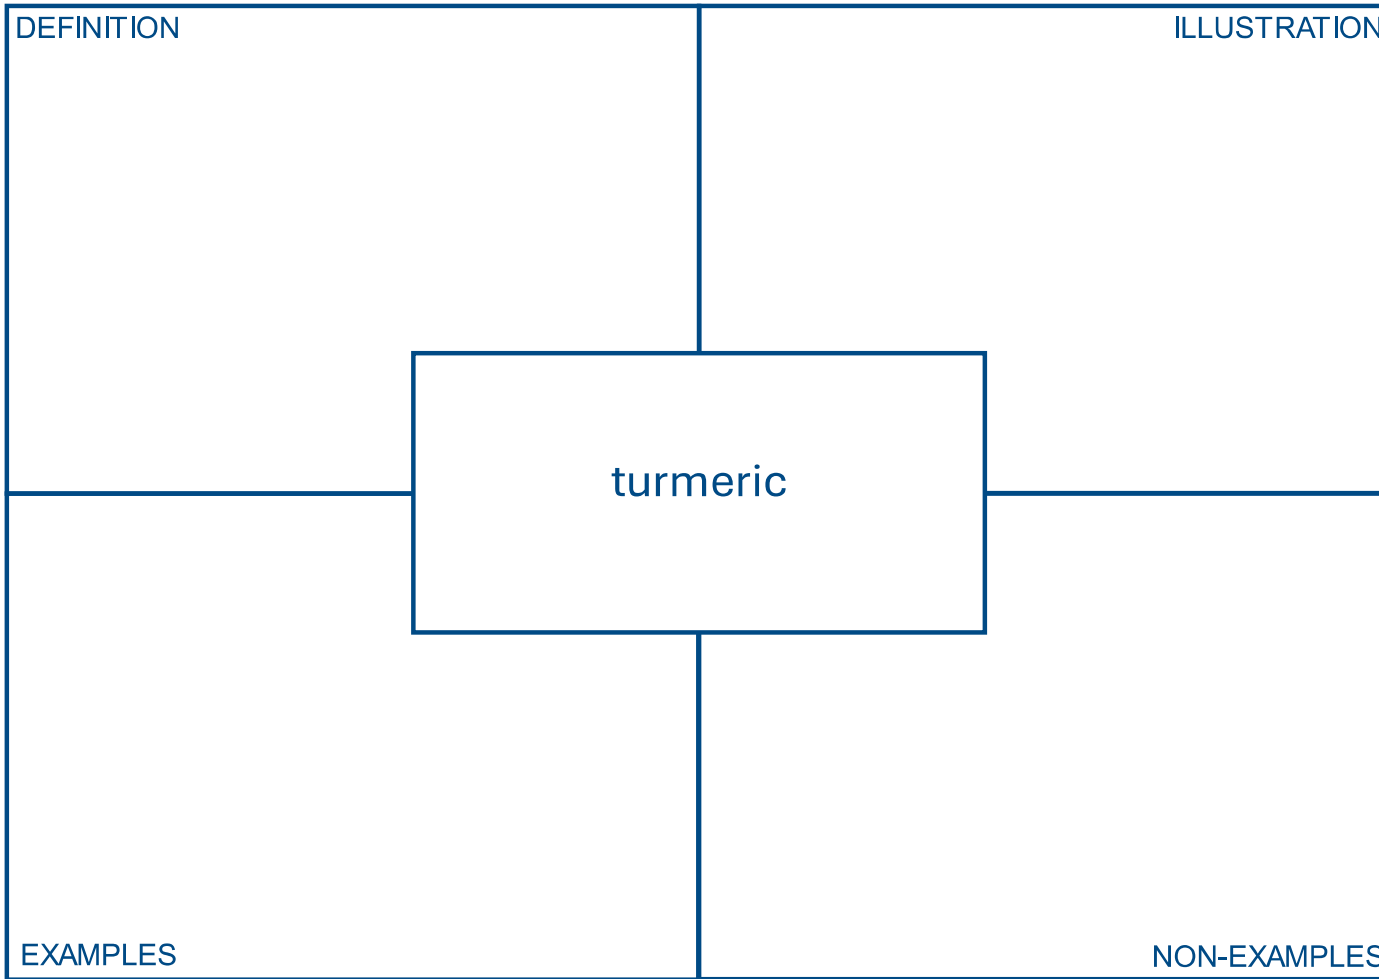 DEFINITION
ILLUSTRATION
turmeric
EXAMPLES
NON-EXAMPLES